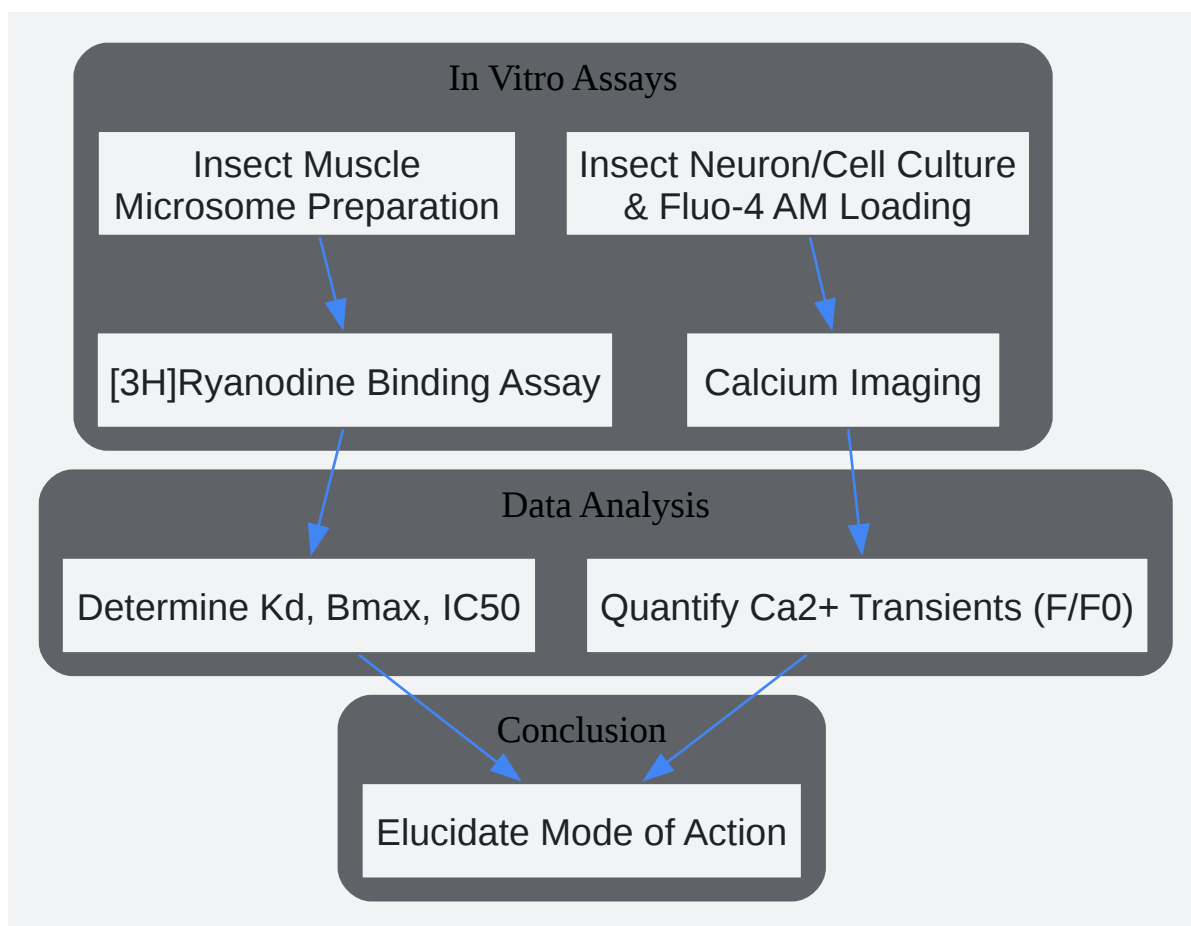 In Vitro Assays
Insect Muscle
Microsome Preparation
Insect Neuron/Cell Culture
& Fluo-4 AM Loading
[3H]Ryanodine Binding Assay
Calcium Imaging
Data Analysis
Determine Kd, Bmax, IC50
Quantify Ca2+ Transients (F/F0)
Conclusion
Elucidate Mode of Action